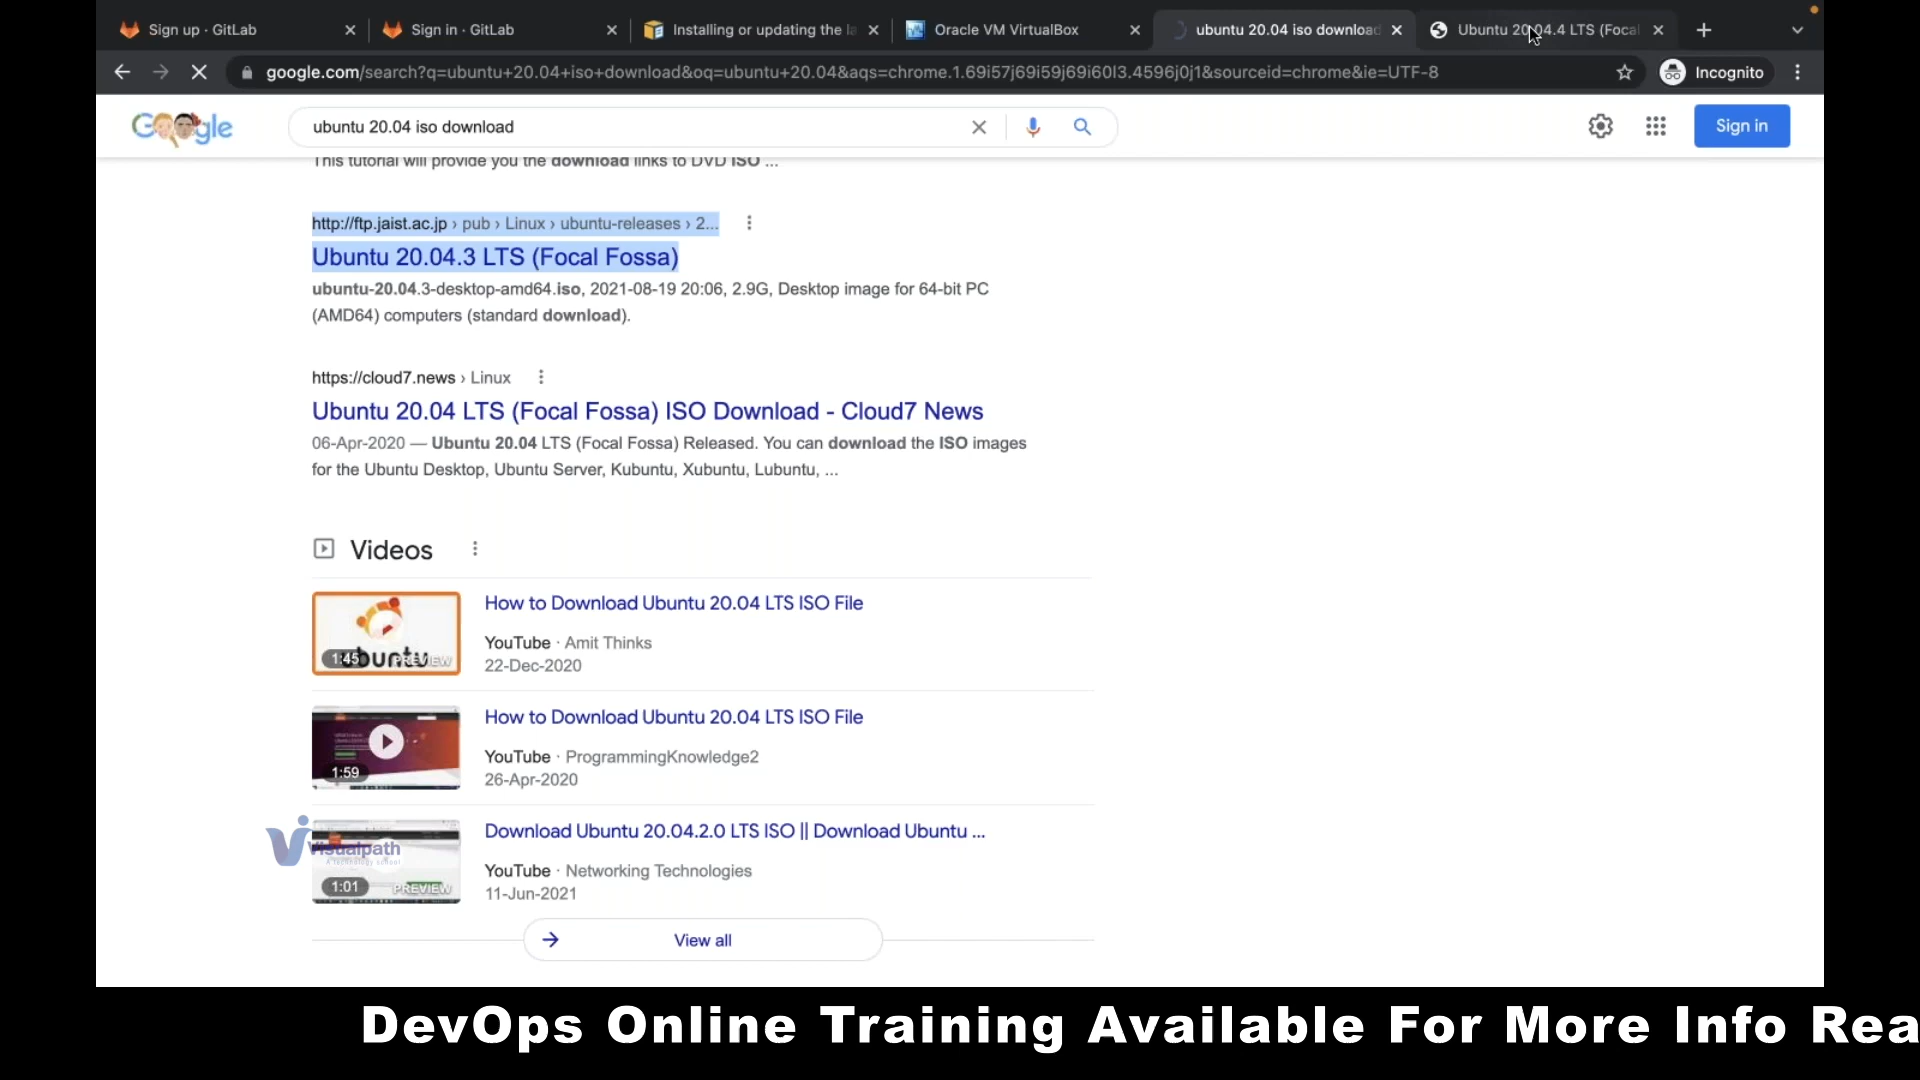 Sign up · GitLab
Sign in · GitLab
Installing or updating the la
Oracle VM VirtualBox
ubuntu 20.04 iso download
Ubuntu 20.04.4 LTS (Focal
google.com/search?q=ubuntu+20.04+iso+download&oq=ubuntu+20.04&aqs=chrome.1.69i57j69i59j69i60l3.4596j0j1&sourceid=chrome&ie=UTF-8
Incognito
Google
ubuntu 20.04 iso download
Sign in
This tutorial will provide you the download links to DVD ISO ...
http://ftp.jaist.ac.jp › pub › Linux › ubuntu-releases › 2...
Ubuntu 20.04.3 LTS (Focal Fossa)
ubuntu-20.04.3-desktop-amd64.iso, 2021-08-19 20:06, 2.9G, Desktop image for 64-bit PC
(AMD64) computers (standard download).
https://cloud7.news › Linux
Ubuntu 20.04 LTS (Focal Fossa) ISO Download - Cloud7 News
06-Apr-2020 — Ubuntu 20.04 LTS (Focal Fossa) Released. You can download the ISO images
for the Ubuntu Desktop, Ubuntu Server, Kubuntu, Xubuntu, Lubuntu, ...
Videos
How to Download Ubuntu 20.04 LTS ISO File
YouTube · Amit Thinks
22-Dec-2020
ubuntu
1:45
PREVIEW
How to Download Ubuntu 20.04 LTS ISO File
YouTube · ProgrammingKnowledge2
26-Apr-2020
1:59
Download Ubuntu 20.04.2.0 LTS ISO || Download Ubuntu ...
YouTube · Networking Technologies
11-Jun-2021
Visualpath
A technology school
1:01
PREVIEW
View all
DevOps Online Training Available For More Info Rea